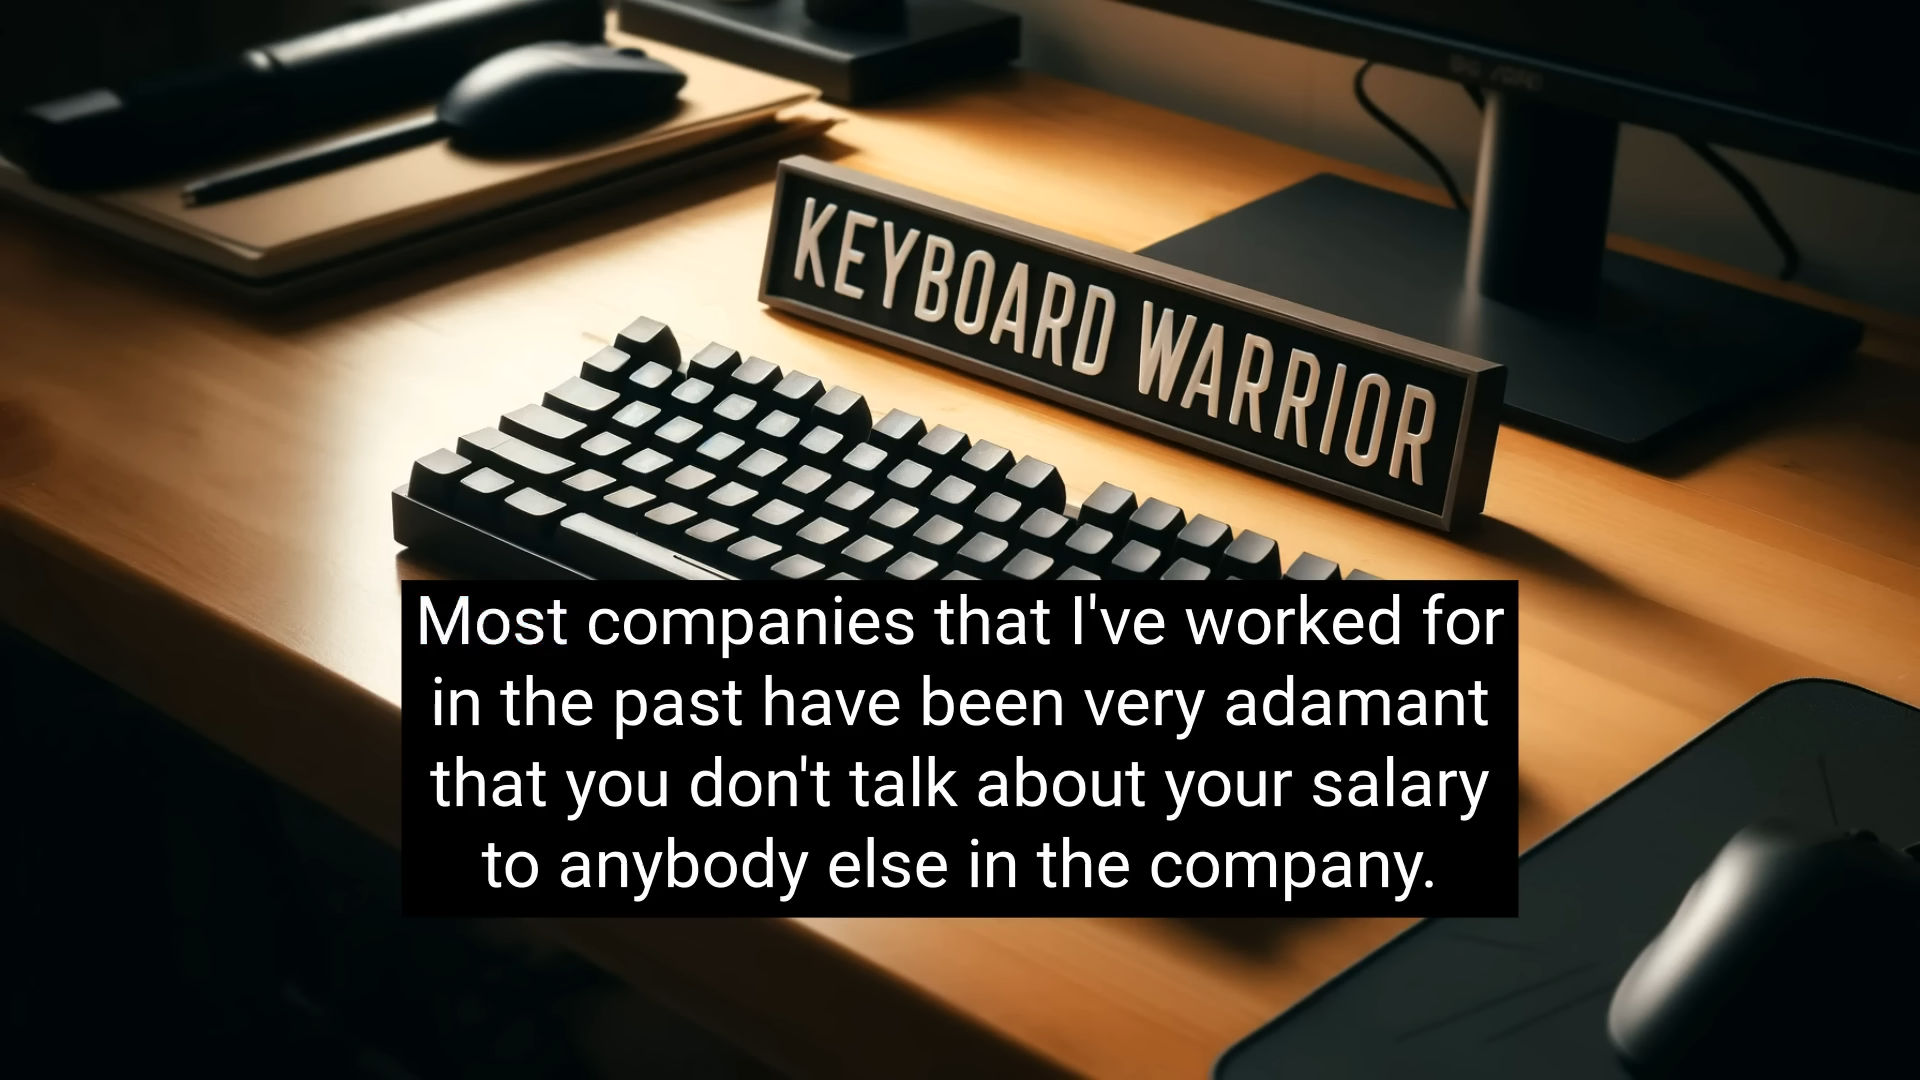 KEYBOARD WARRIOR
Most companies that I've worked for
in the past have been very adamant
that you don't talk about your salary
to anybody else in the company.